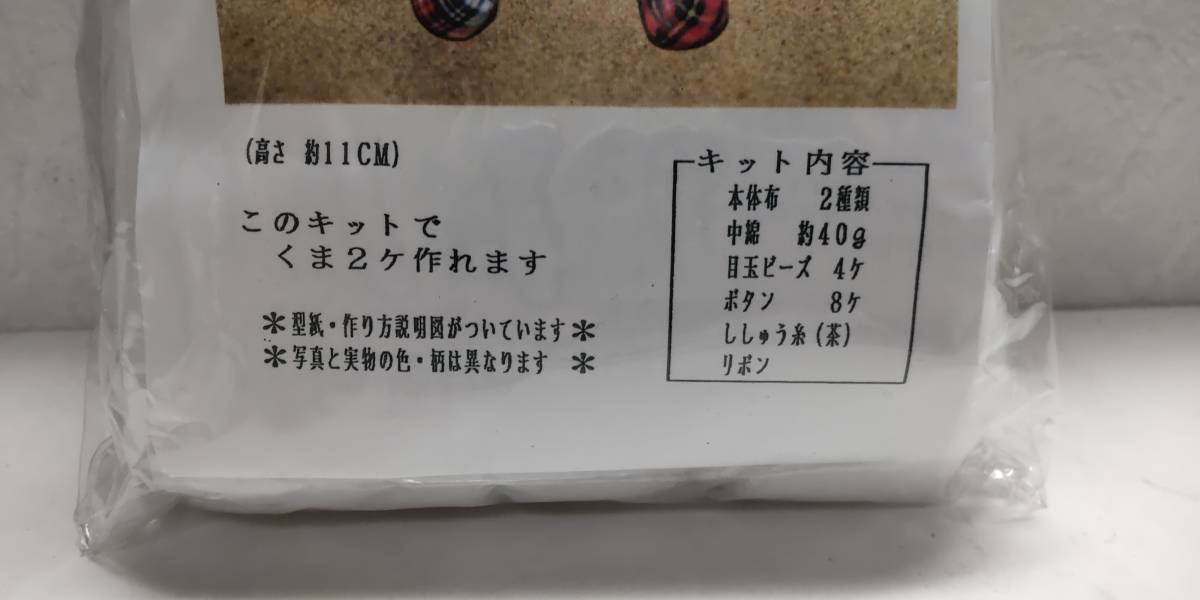 (高さ 約11CM)
このキットで
くま2ケ作れます
＊型紙・作り方説明図がついています＊
＊写真と実物の色・柄は異なります ＊
キット内容
本体布 2種類
中綿 約40g
目玉ビーズ 4ケ
ボタン 8ケ
ししゅう糸(茶)
リボン